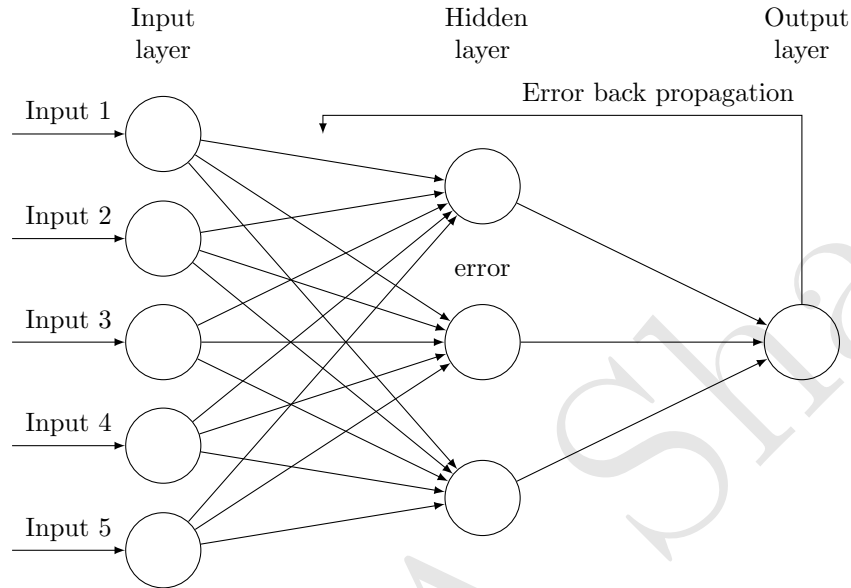 Input
layer
Hidden
layer
Output
layer
Error back propagation
Input 1
Input 2
error
Input 3
Input 4
Input 5